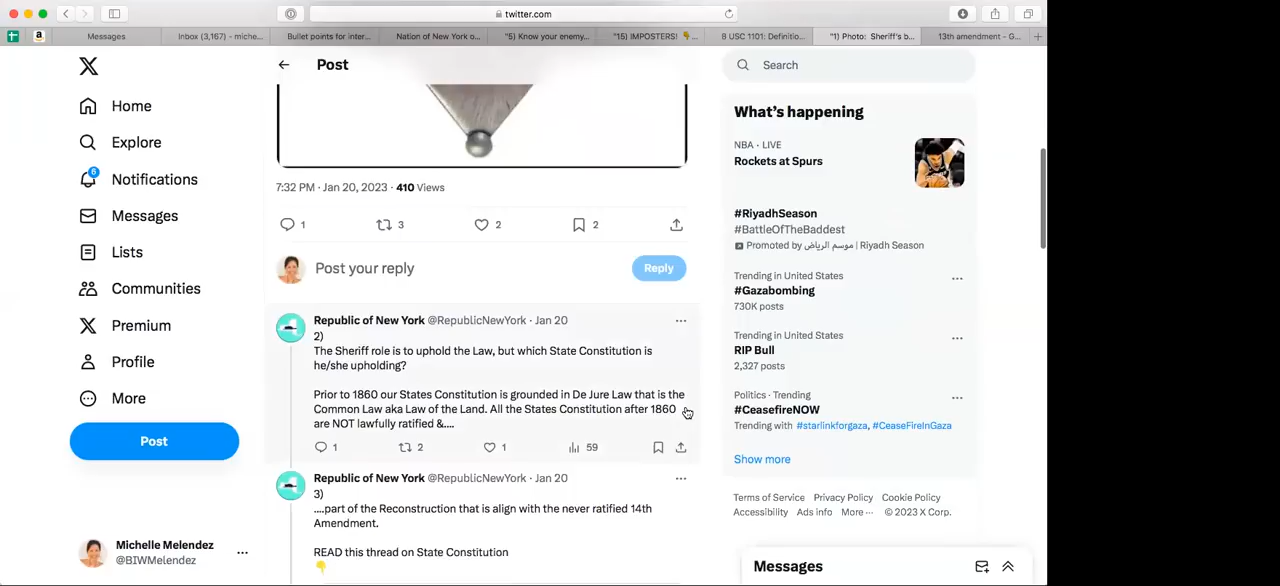 twitter.com
Messages
Inbox (3,167) - miche...
Bullet points for inter...
Nation of New York o...
"5) Know your enemy...
"15) IMPOSTERS! 👇...
8 USC 1101: Definitio...
"1) Photo: Sheriff's b...
13th amendment - G...
Home
Explore
6
Notifications
Messages
Lists
Communities
Premium
Profile
More
Post
Michelle Melendez
@BIWMelendez
Post
7:32 PM · Jan 20, 2023 · 410 Views
1
3
2
2
Post your reply
Reply
Republic of New York @RepublicNewYork · Jan 20
2)
The Sheriff role is to uphold the Law, but which State Constitution is
he/she upholding?
Prior to 1860 our States Constitution is grounded in De Jure Law that is the
Common Law aka Law of the Land. All the States Constitution after 1860
are NOT lawfully ratified &....
1
2
1
59
Republic of New York @RepublicNewYork · Jan 20
3)
....part of the Reconstruction that is align with the never ratified 14th
Amendment.
READ this thread on State Constitution
👇
Search
What's happening
NBA · LIVE
Rockets at Spurs
#RiyadhSeason
#BattleOfTheBaddest
Promoted by موسم الرياض | Riyadh Season
Trending in United States
#Gazabombing
730K posts
Trending in United States
RIP Bull
2,327 posts
Politics · Trending
#CeasefireNOW
Trending with #starlinkforgaza, #CeaseFireInGaza
Show more
Terms of Service Privacy Policy Cookie Policy
Accessibility Ads info More ··· © 2023 X Corp.
Messages